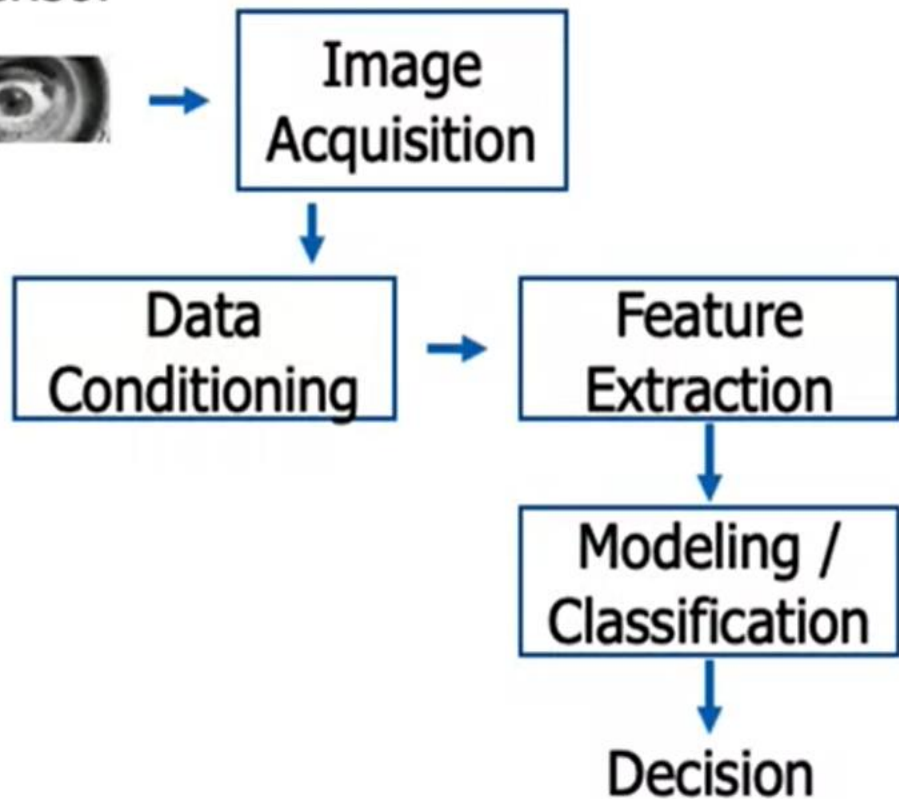 Image
Acquisition
Data
Conditioning
Feature
Extraction
Modeling /
Classification
Decision